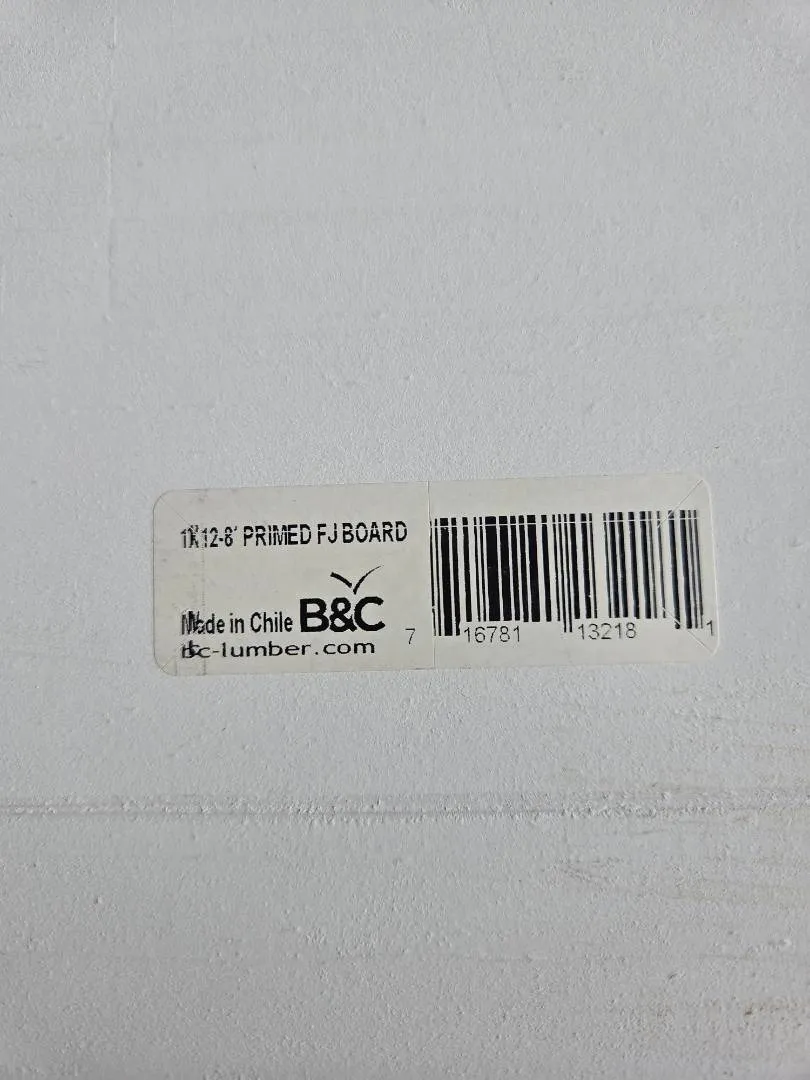 1X12-8' PRIMED FJ BOARD
Made in Chile B&C
bc-lumber.com
7 16781 13218 1